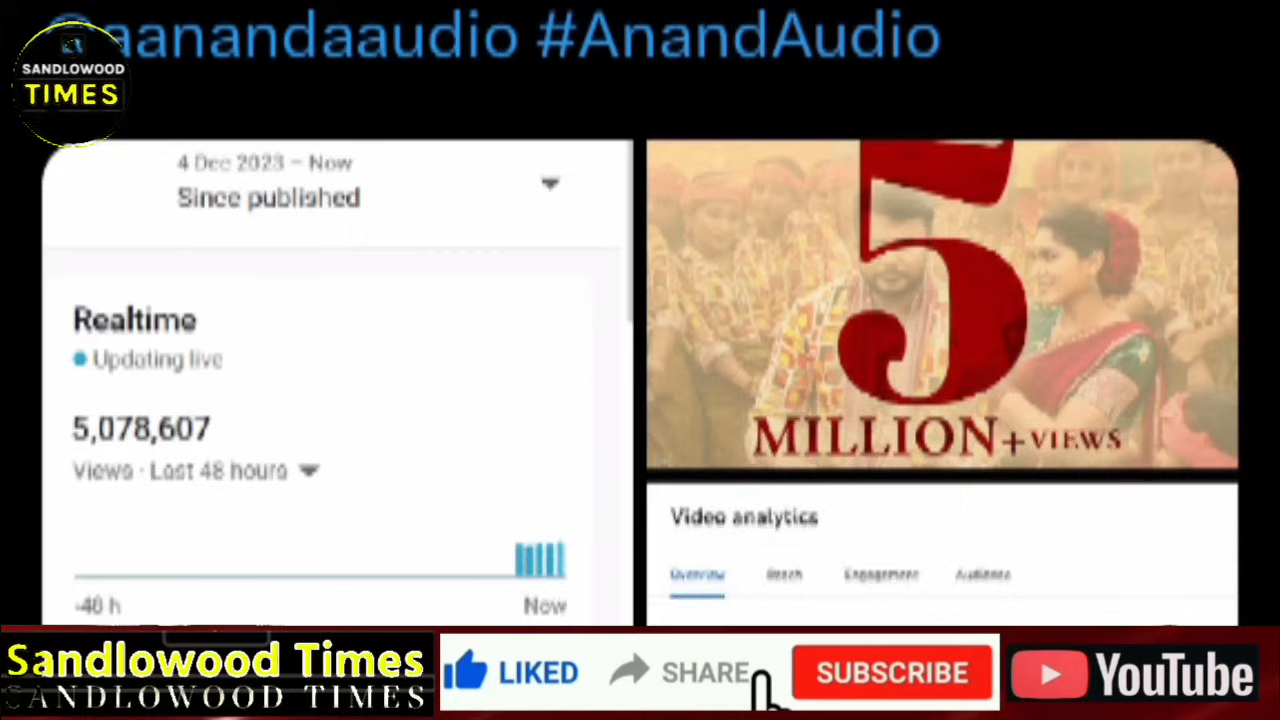 @aanandaaudio #AnandAudio
SANDLOWOOD
TIMES
4 Dec 2023 – Now
Since published
Realtime
Updating live
5,078,607
Views · Last 48 hours
-48 h
Now
5
MILLION+ VIEWS
Video analytics
Overview
Reach
Engagement
Audience
Sandlowood Times
SANDLOWOOD TIMES
LIKED
SHARE
SUBSCRIBE
YouTube